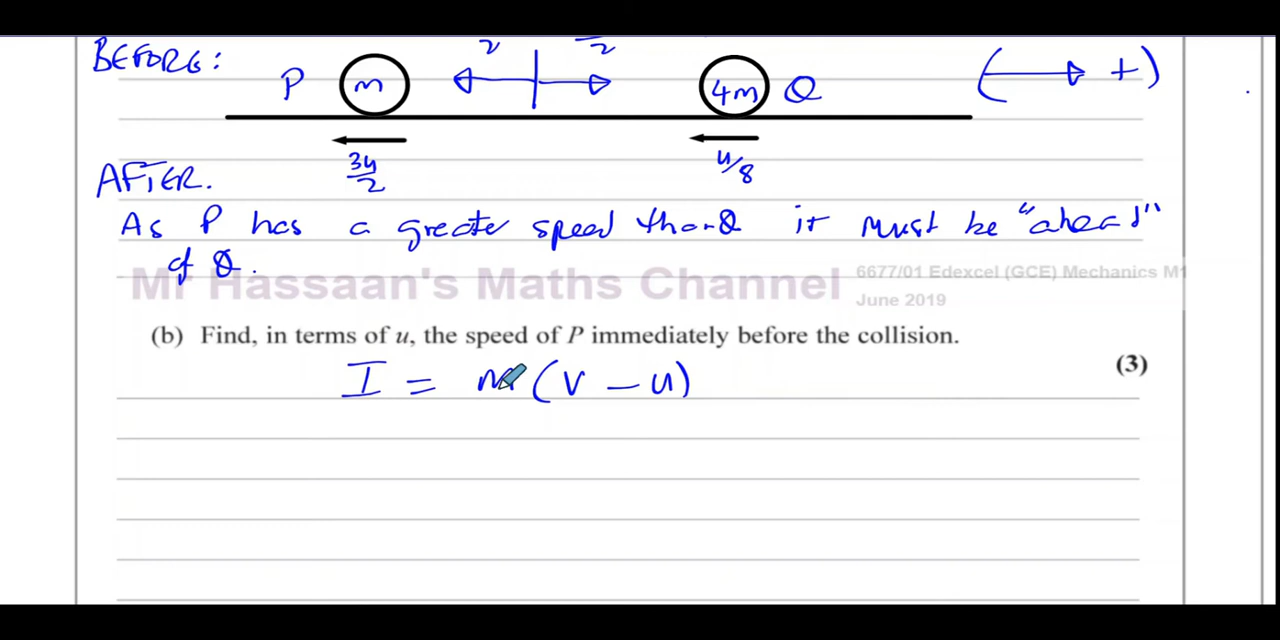 BEFORE:
P m 2 2 4m Q (→ +)
3u/2 u/8
AFTER.
As P has a greater speed than Q it must be "ahead"
of Q.
Mr Hassaan's Maths Channel
6677/01 Edexcel (GCE) Mechanics M1
June 2019
(b) Find, in terms of u, the speed of P immediately before the collision.
(3)
I = m (v - u)